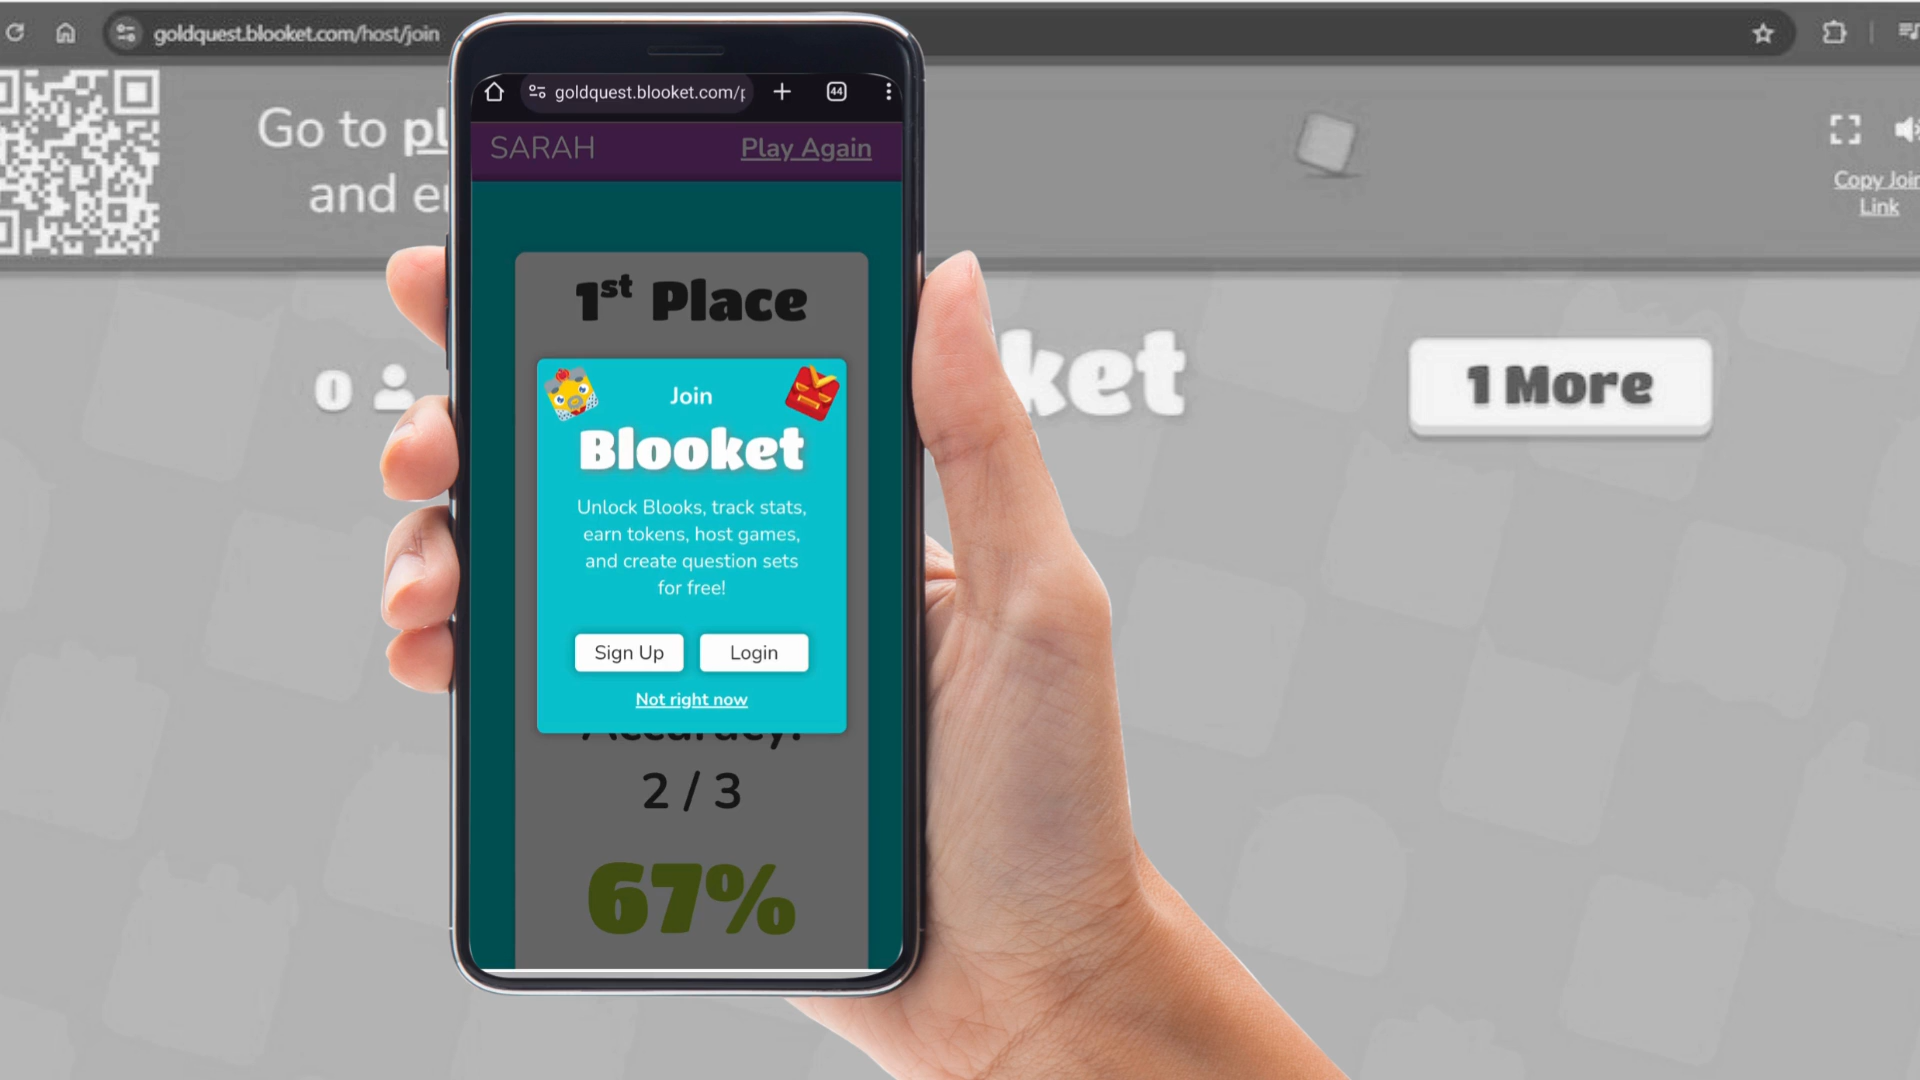 goldquest.blooket.com/host/join
Go to pl
and e
Copy Join
Link
0
ket
1 More
goldquest.blooket.com/p
44
SARAH
Play Again
1st Place
Join
Blooket
Unlock Blooks, track stats,
earn tokens, host games,
and create question sets
for free!
Sign Up
Login
Not right now
Accuracy:
2 / 3
67%